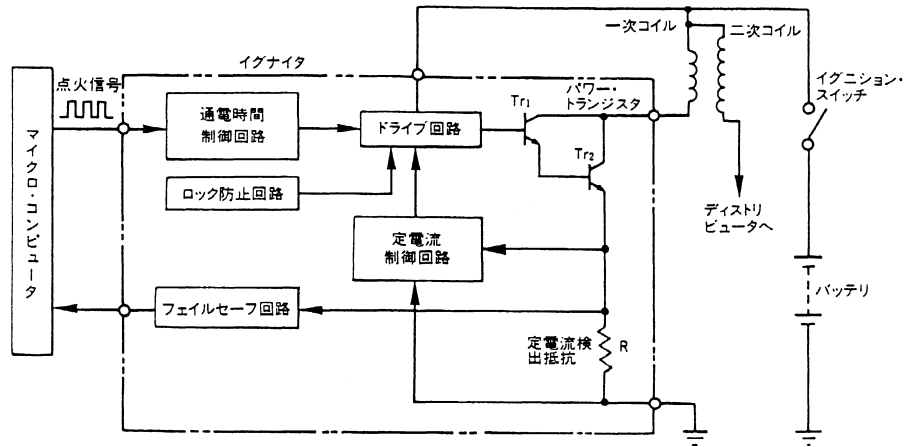 一次コイル
二次コイル
イグナイタ
点火信号
パワー・
トランジスタ
イグニション・
スイッチ
マイクロ・コンピュータ
通電時間
制御回路
ドライブ回路
Tr1
Tr2
ロック防止回路
定電流
制御回路
ディストリ
ビュータへ
フェイルセーフ回路
バッテリ
定電流検
出抵抗
R